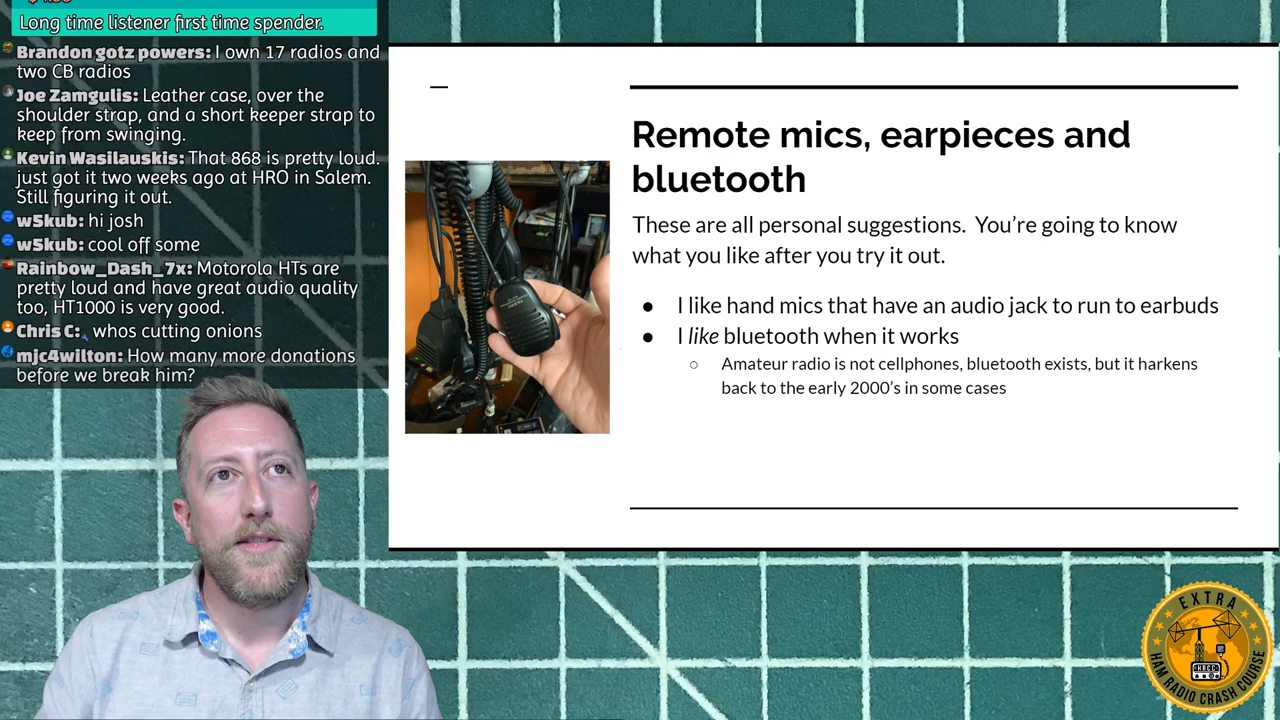 Long time listener first time spender.
Brandon gotz powers: I own 17 radios and
two CB radios
Joe Zamgulis: Leather case, over the
shoulder strap, and a short keeper strap to
keep from swinging.
Kevin Wasilauskis: That 868 is pretty loud.
just got it two weeks ago at HRO in Salem.
Still figuring it out.
w5kub: hi josh
w5kub: cool off some
Rainbow_Dash_7x: Motorola HTs are
pretty loud and have great audio quality
too, HT1000 is very good.
Chris C: whos cutting onions
mjc4wilton: How many more donations
before we break him?
Remote mics, earpieces and
bluetooth
These are all personal suggestions.  You’re going to know
what you like after you try it out.
● I like hand mics that have an audio jack to run to earbuds
● I like bluetooth when it works
○ Amateur radio is not cellphones, bluetooth exists, but it harkens
back to the early 2000’s in some cases
EXTRA
HRCC
HAM RADIO CRASH COURSE